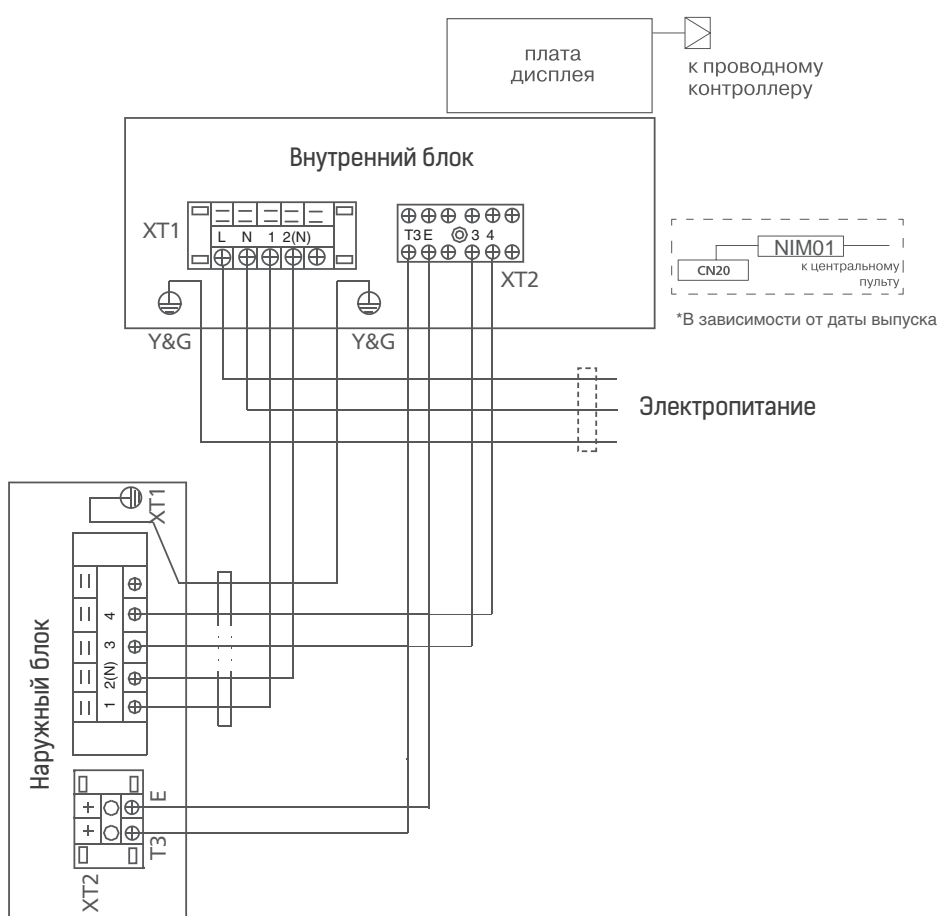 плата
дисплея
к проводному
контроллеру
Внутренний блок
XT1
L N 1 2(N)
T3 E 3 4
XT2
NIM01
CN20
к центральному
пульту
*В зависимости от даты выпуска
Y&G
Y&G
Электропитание
XT1
Наружный блок
4
3
2(N)
1
E
T3
XT2